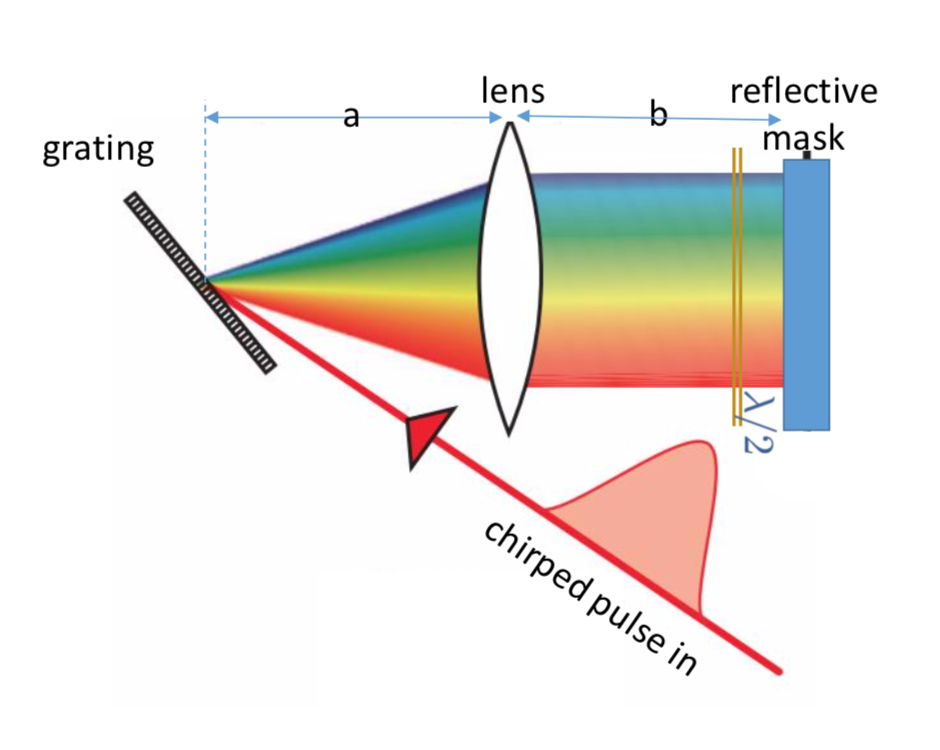 lens
reflective
mask
a
b
grating
λ/2
chirped pulse in